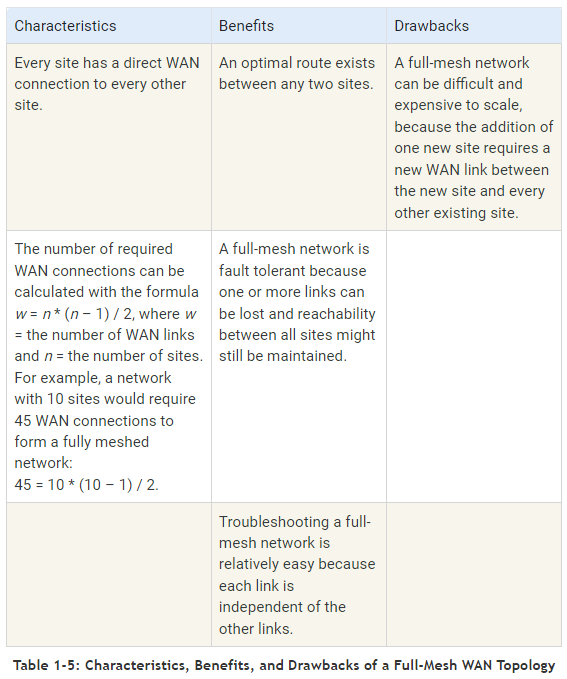 Characteristics
Benefits
Drawbacks
Every site has a direct WAN
connection to every other
site.
An optimal route exists
between any two sites.
A full-mesh network
can be difficult and
expensive to scale,
because the addition of
one new site requires a
new WAN link between
the new site and every
other existing site.
The number of required
WAN connections can be
calculated with the formula
w = n * (n – 1) / 2, where w
= the number of WAN links
and n = the number of sites.
For example, a network
with 10 sites would require
45 WAN connections to
form a fully meshed
network:
45 = 10 * (10 – 1) / 2.
A full-mesh network is
fault tolerant because
one or more links can
be lost and reachability
between all sites might
still be maintained.
Troubleshooting a full-
mesh network is
relatively easy because
each link is
independent of the
other links.
Table 1-5: Characteristics, Benefits, and Drawbacks of a Full-Mesh WAN Topology